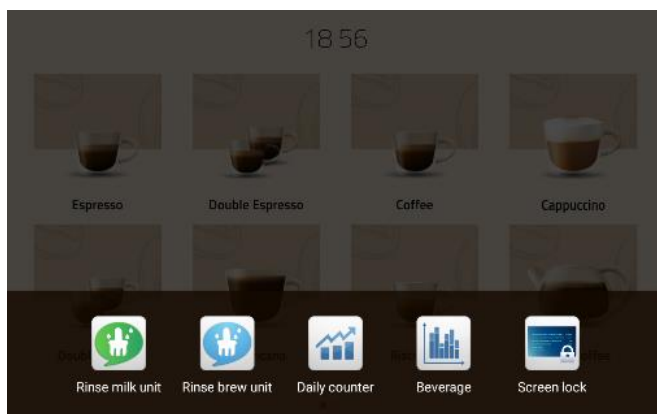 18 56
Espresso
Double Espresso
Coffee
Cappuccino
Rinse milk unit
Rinse brew unit
Daily counter
Beverage
Screen lock